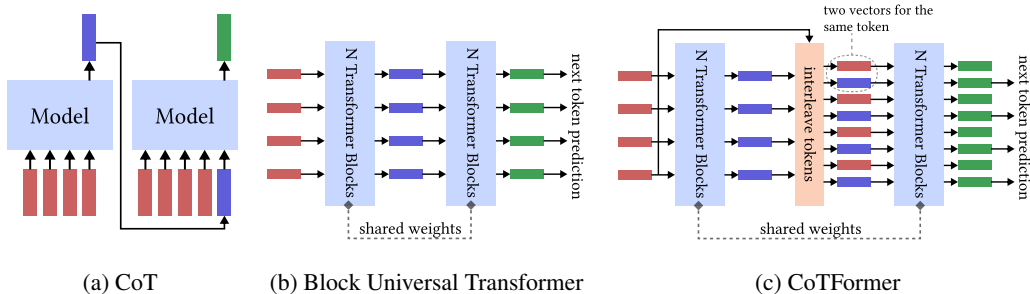 Model
Model
(a) CoT
N Transformer Blocks
N Transformer Blocks
next token prediction
shared weights
(b) Block Universal Transformer
two vectors for the
same token
N Transformer Blocks
interleave tokens
N Transformer Blocks
next token prediction
shared weights
(c) CoTFormer